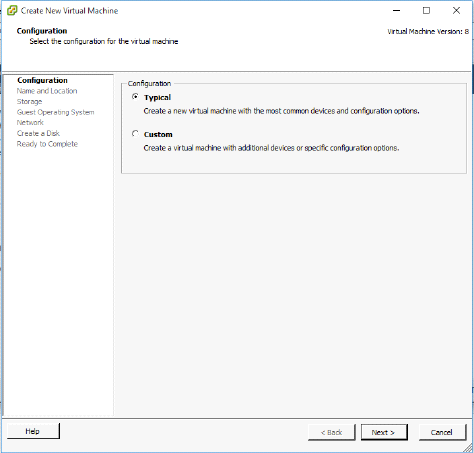 Create New Virtual Machine
Configuration
Select the configuration for the virtual machine
Virtual Machine Version: 8
Configuration
Name and Location
Storage
Guest Operating System
Network
Create a Disk
Ready to Complete
Configuration
Typical
Create a new virtual machine with the most common devices and configuration options.
Custom
Create a virtual machine with additional devices or specific configuration options.
Help
< Back
Next >
Cancel